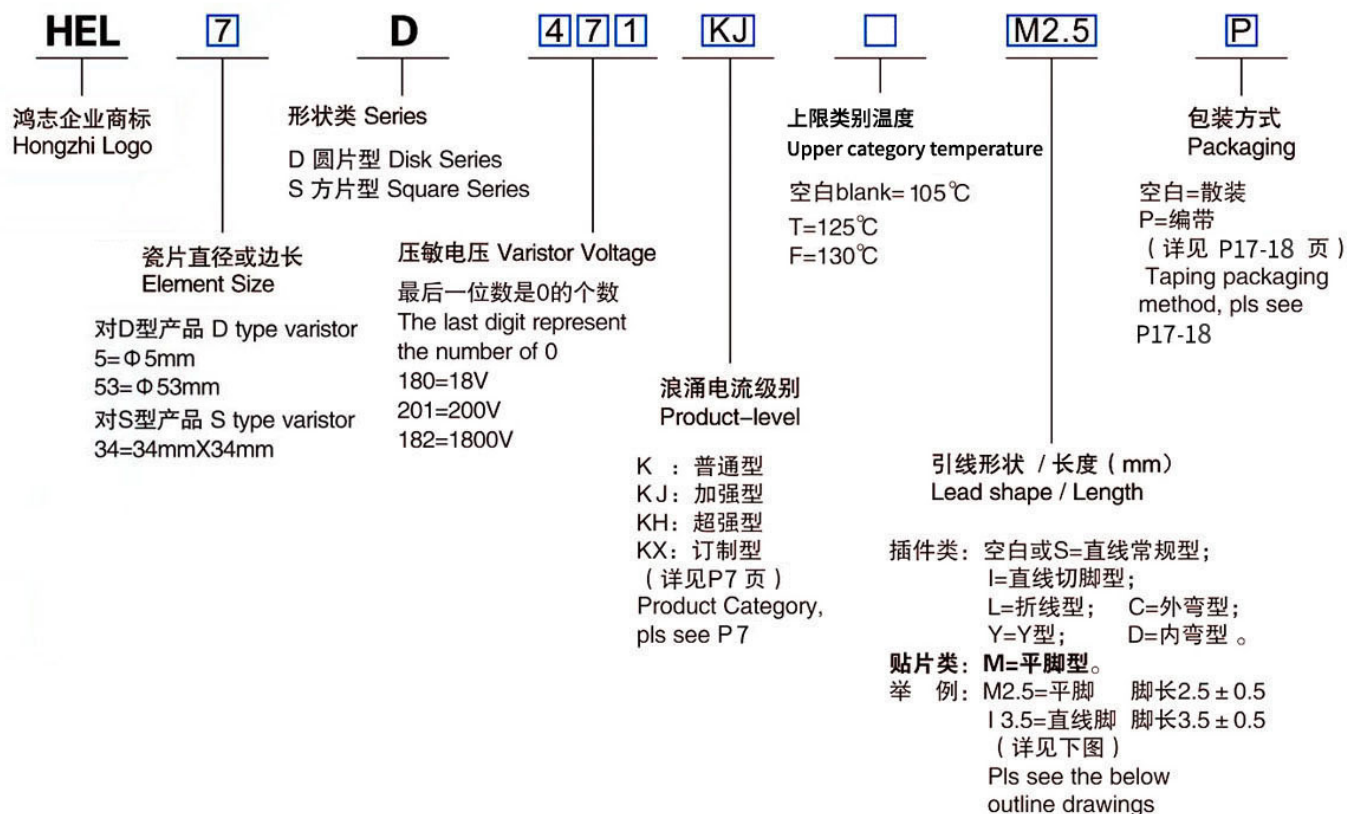 HEL 7 D 4 7 1 KJ M2.5 P
鸿志企业商标
Hongzhi Logo
瓷片直径或边长
Element Size
对D型产品 D type varistor
5=Φ5mm
53=Φ53mm
对S型产品 S type varistor
34=34mmX34mm
形状类 Series
D 圆片型 Disk Series
S 方片型 Square Series
压敏电压 Varistor Voltage
最后一位数是0的个数
The last digit represent
the number of 0
180=18V
201=200V
182=1800V
浪涌电流级别
Product-level
K : 普通型
KJ: 加强型
KH: 超强型
KX: 订制型
(详见P7 页)
Product Category,
pls see P7
上限类别温度
Upper category temperature
空白blank= 105℃
T=125℃
F=130℃
引线形状 / 长度(mm)
Lead shape / Length
插件类: 空白或S=直线常规型;
I=直线切脚型;
L=折线型; C=外弯型;
Y=Y型; D=内弯型。
贴片类: M=平脚型。
举 例: M2.5=平脚 脚长2.5±0.5
I 3.5=直线脚 脚长3.5±0.5
(详见下图)
Pls see the below
outline drawings
包装方式
Packaging
空白=散装
P=编带
(详见 P17-18 页)
Taping packaging
method, pls see
P17-18